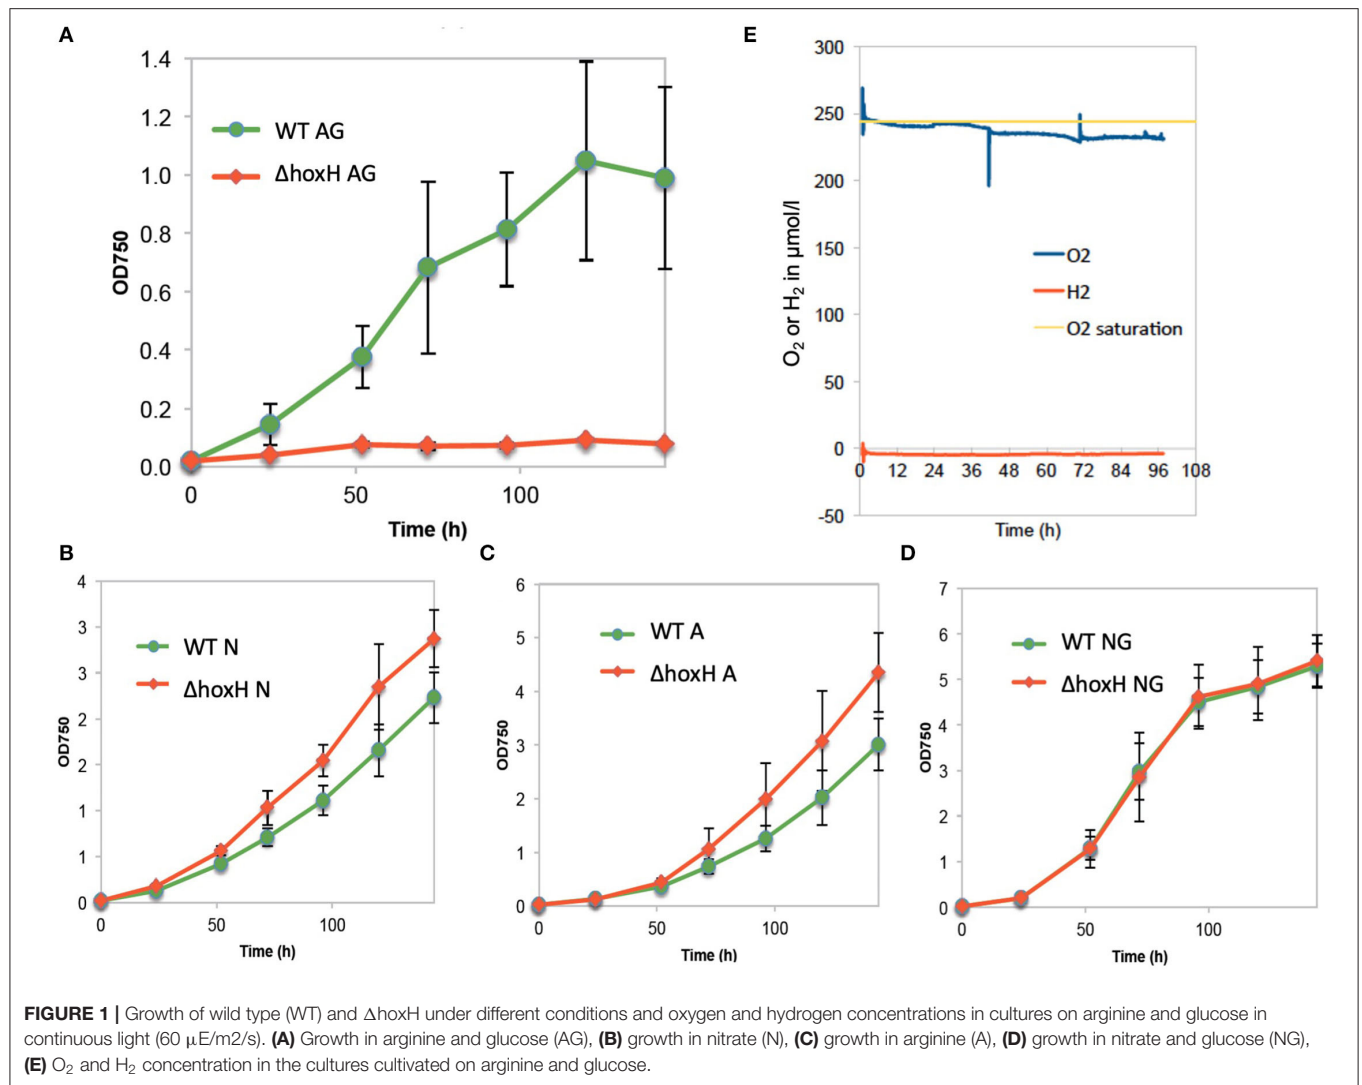 A
1.4
1.2
1.0
0.8
0.6
0.4
0.2
0.0
OD750
WT AG
ΔhoxH AG
0
50
100
Time (h)
E
300
250
200
150
100
50
0
-50
O2 or H2 in µmol/l
O2
H2
O2 saturation
0 12 24 36 48 60 72 84 96 108
Time (h)
B
4
3
3
2
2
1
1
0
OD750
WT N
ΔhoxH N
0 50 100
Time (h)
C
6
5
4
3
2
1
0
OD750
WT A
ΔhoxH A
0 50 100
Time (h)
D
7
6
5
4
3
2
1
0
OD750
WT NG
ΔhoxH NG
0 50 100
Time (h)
FIGURE 1 | Growth of wild type (WT) and ΔhoxH under different conditions and oxygen and hydrogen concentrations in cultures on arginine and glucose in
continuous light (60 µE/m2/s). (A) Growth in arginine and glucose (AG), (B) growth in nitrate (N), (C) growth in arginine (A), (D) growth in nitrate and glucose (NG),
(E) O2 and H2 concentration in the cultures cultivated on arginine and glucose.